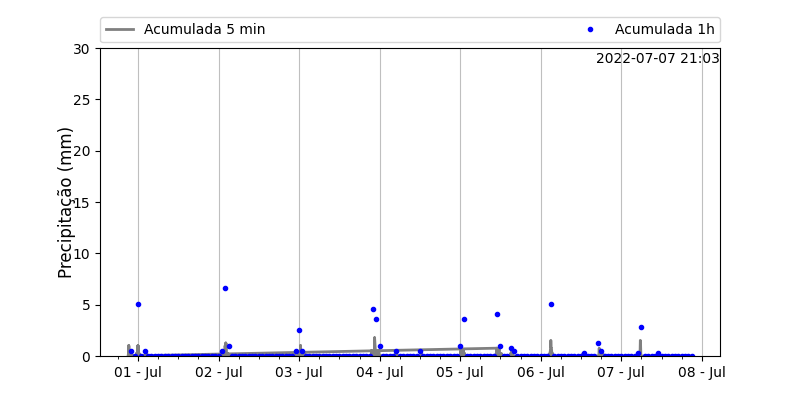 Acumulada 5 min
Acumulada 1h
2022-07-07 21:03
Precipitação (mm)
30
25
20
15
10
5
0
01 - Jul
02 - Jul
03 - Jul
04 - Jul
05 - Jul
06 - Jul
07 - Jul
08 - Jul